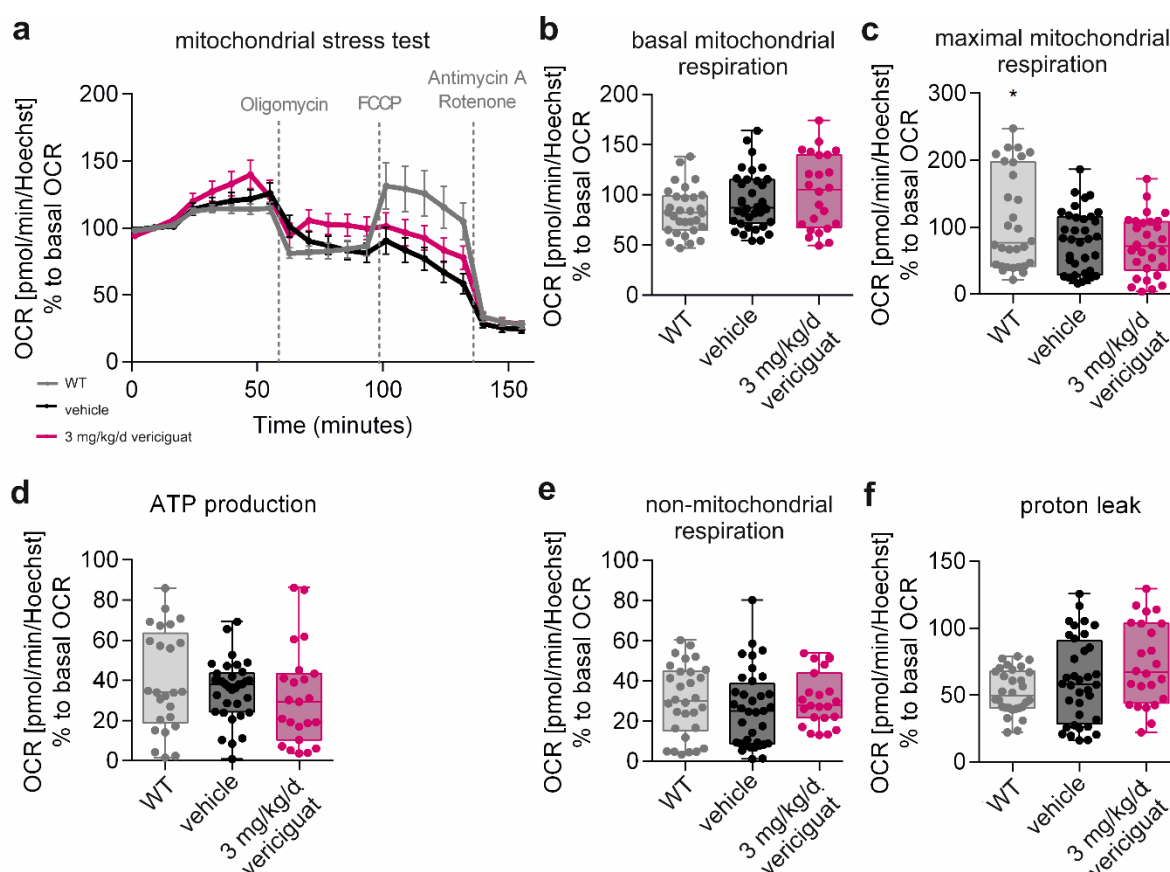 a
mitochondrial stress test
OCR [pmol/min/Hoechst]
% to basal OCR
200
150
100
50
0
Oligomycin
FCCP
Antimycin A
Rotenone
0
50
100
150
Time (minutes)
WT
vehicle
3 mg/kg/d vericiguat
b
basal mitochondrial
respiration
OCR [pmol/min/Hoechst]
% to basal OCR
200
150
100
50
0
WT
vehicle
3 mg/kg/d
vericiguat
c
maximal mitochondrial
respiration
OCR [pmol/min/Hoechst]
% to basal OCR
300
200
100
0
*
WT
vehicle
3 mg/kg/d
vericiguat
d
ATP production
OCR [pmol/min/Hoechst]
% to basal OCR
100
80
60
40
20
0
WT
vehicle
3 mg/kg/d
vericiguat
e
non-mitochondrial
respiration
OCR [pmol/min/Hoechst]
% to basal OCR
100
80
60
40
20
0
WT
vehicle
3 mg/kg/d
vericiguat
f
proton leak
OCR [pmol/min/Hoechst]
% to basal OCR
150
100
50
0
WT
vehicle
3 mg/kg/d
vericiguat